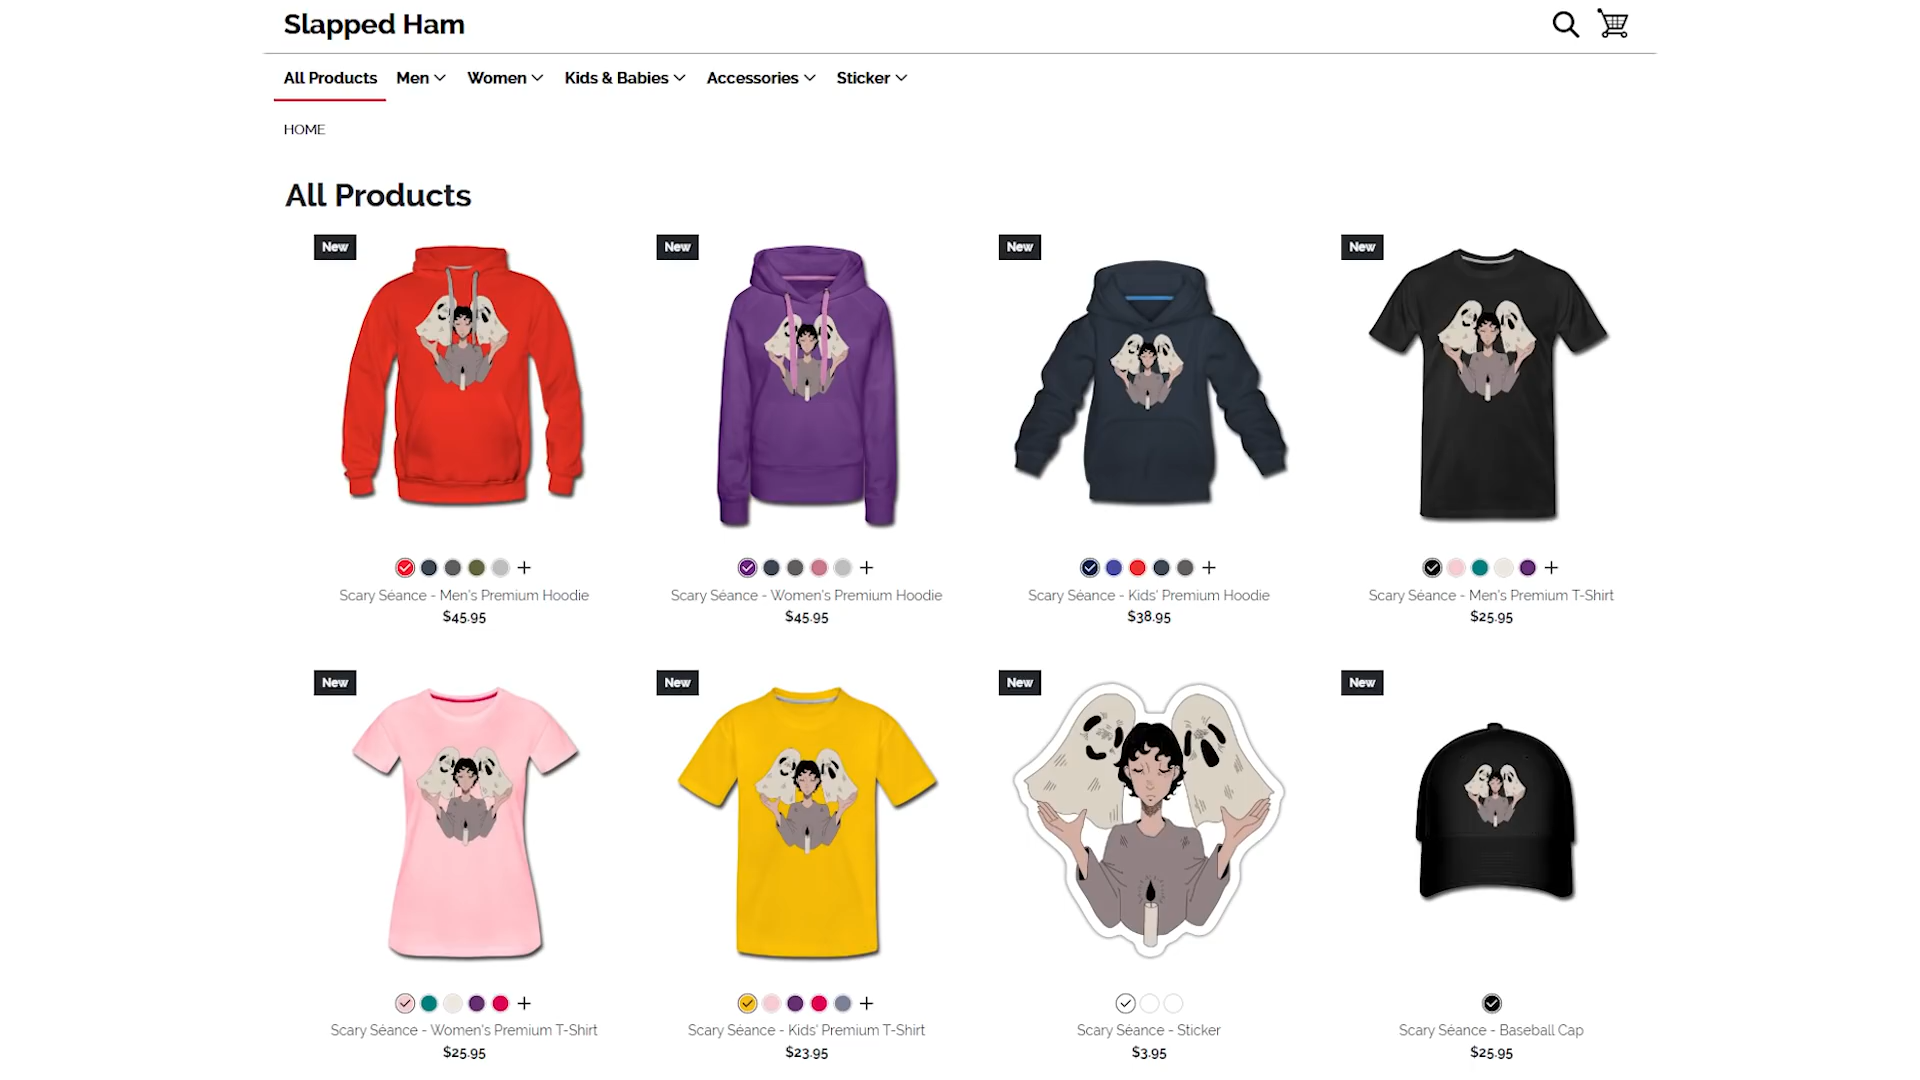 Slapped Ham
All Products Men Women Kids & Babies Accessories Sticker
HOME
All Products
New New New New
Scary Séance - Men's Premium Hoodie
$45.95
Scary Séance - Women's Premium Hoodie
$45.95
Scary Séance - Kids' Premium Hoodie
$38.95
Scary Séance - Men's Premium T-Shirt
$25.95
New New New New
Scary Séance - Women's Premium T-Shirt
$25.95
Scary Séance - Kids' Premium T-Shirt
$23.95
Scary Séance - Sticker
$3.95
Scary Séance - Baseball Cap
$25.95